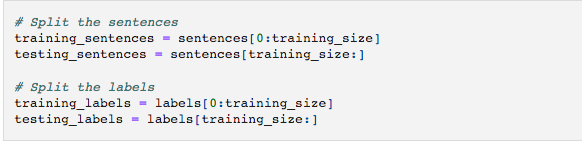 # Split the sentences
training_sentences = sentences[0:training_size]
testing_sentences = sentences[training_size:]
# Split the labels
training_labels = labels[0:training_size]
testing_labels = labels[training_size:]